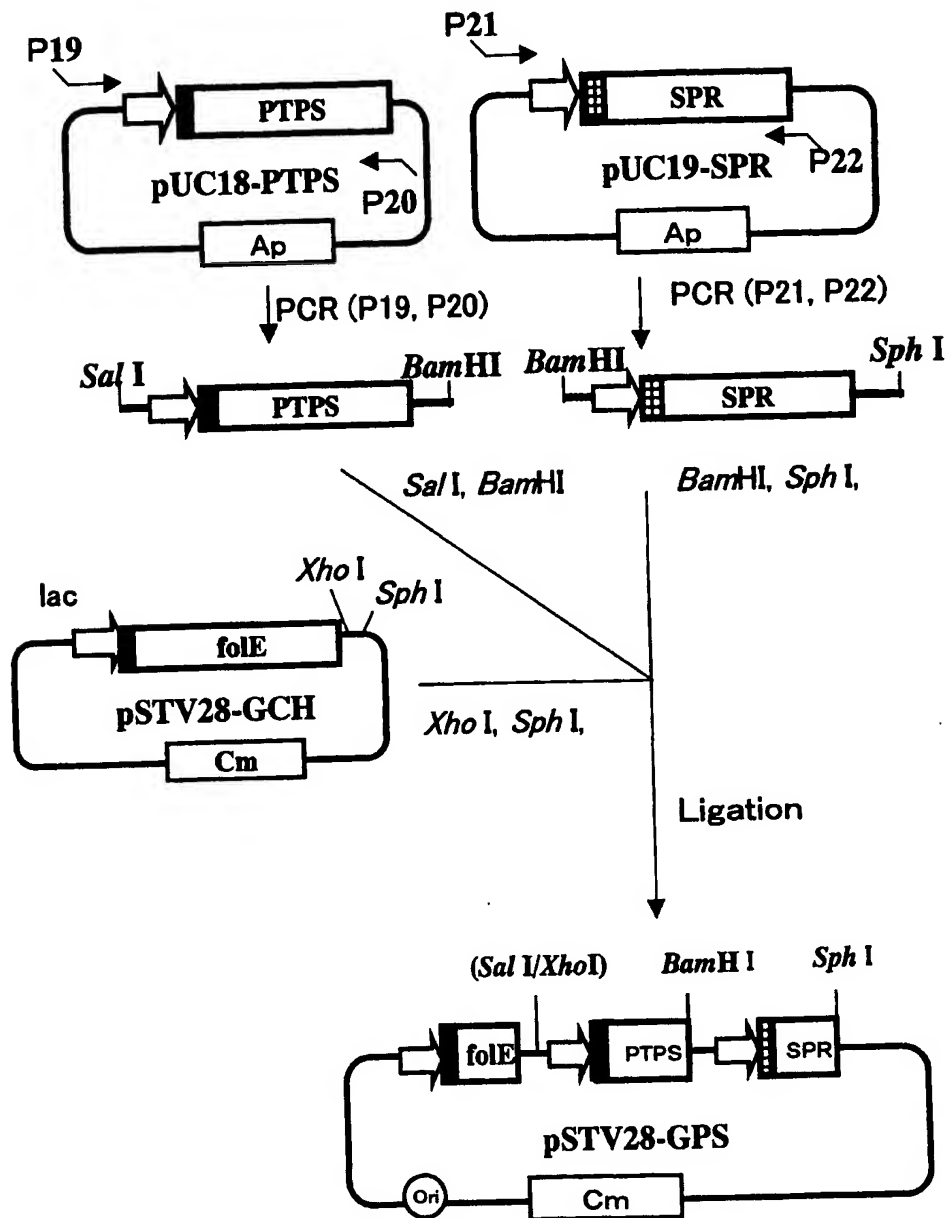 P19
P21
PTPS
SPR
pUC18-PTPS
P20
pUC19-SPR
P22
Ap
Ap
PCR (P19, P20)
PCR (P21, P22)
Sal I
BamHI
BamHI
Sph I
PTPS
SPR
Sal I, BamHI
BamHI, Sph I,
lac
Xho I
Sph I
folE
pSTV28-GCH
Cm
Xho I, Sph I,
Ligation
(Sal I/XhoI)
BamH I
Sph I
folE
PTPS
SPR
pSTV28-GPS
Ori
Cm